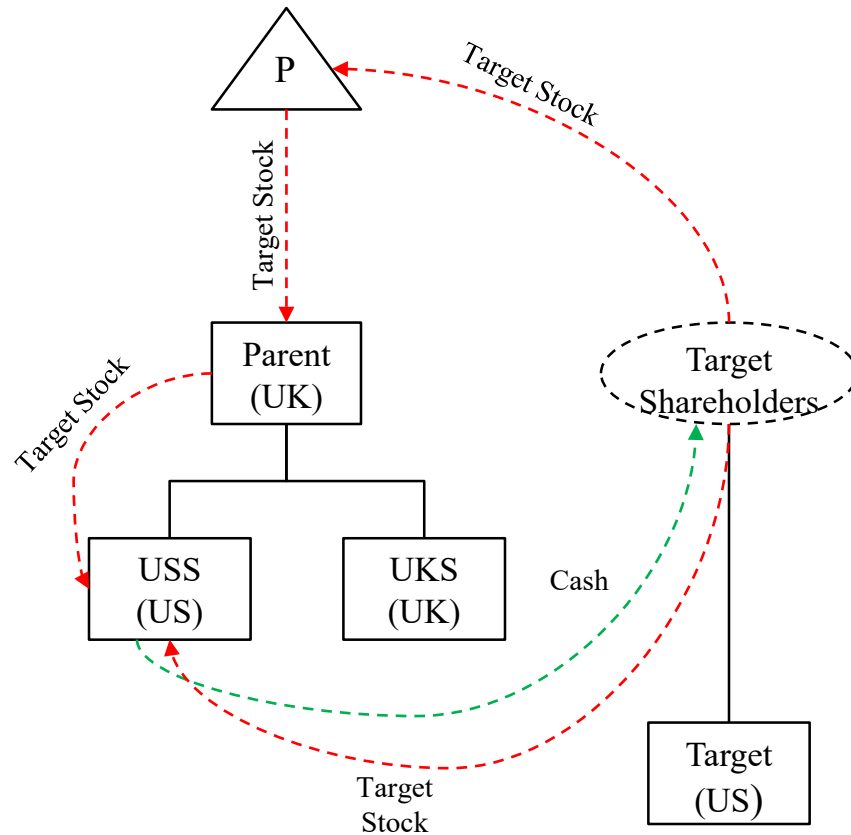 P
Target Stock
Target Stock
Parent
(UK)
Target
Shareholders
Target Stock
USS
(US)
UKS
(UK)
Cash
Target
(US)
Target
Stock